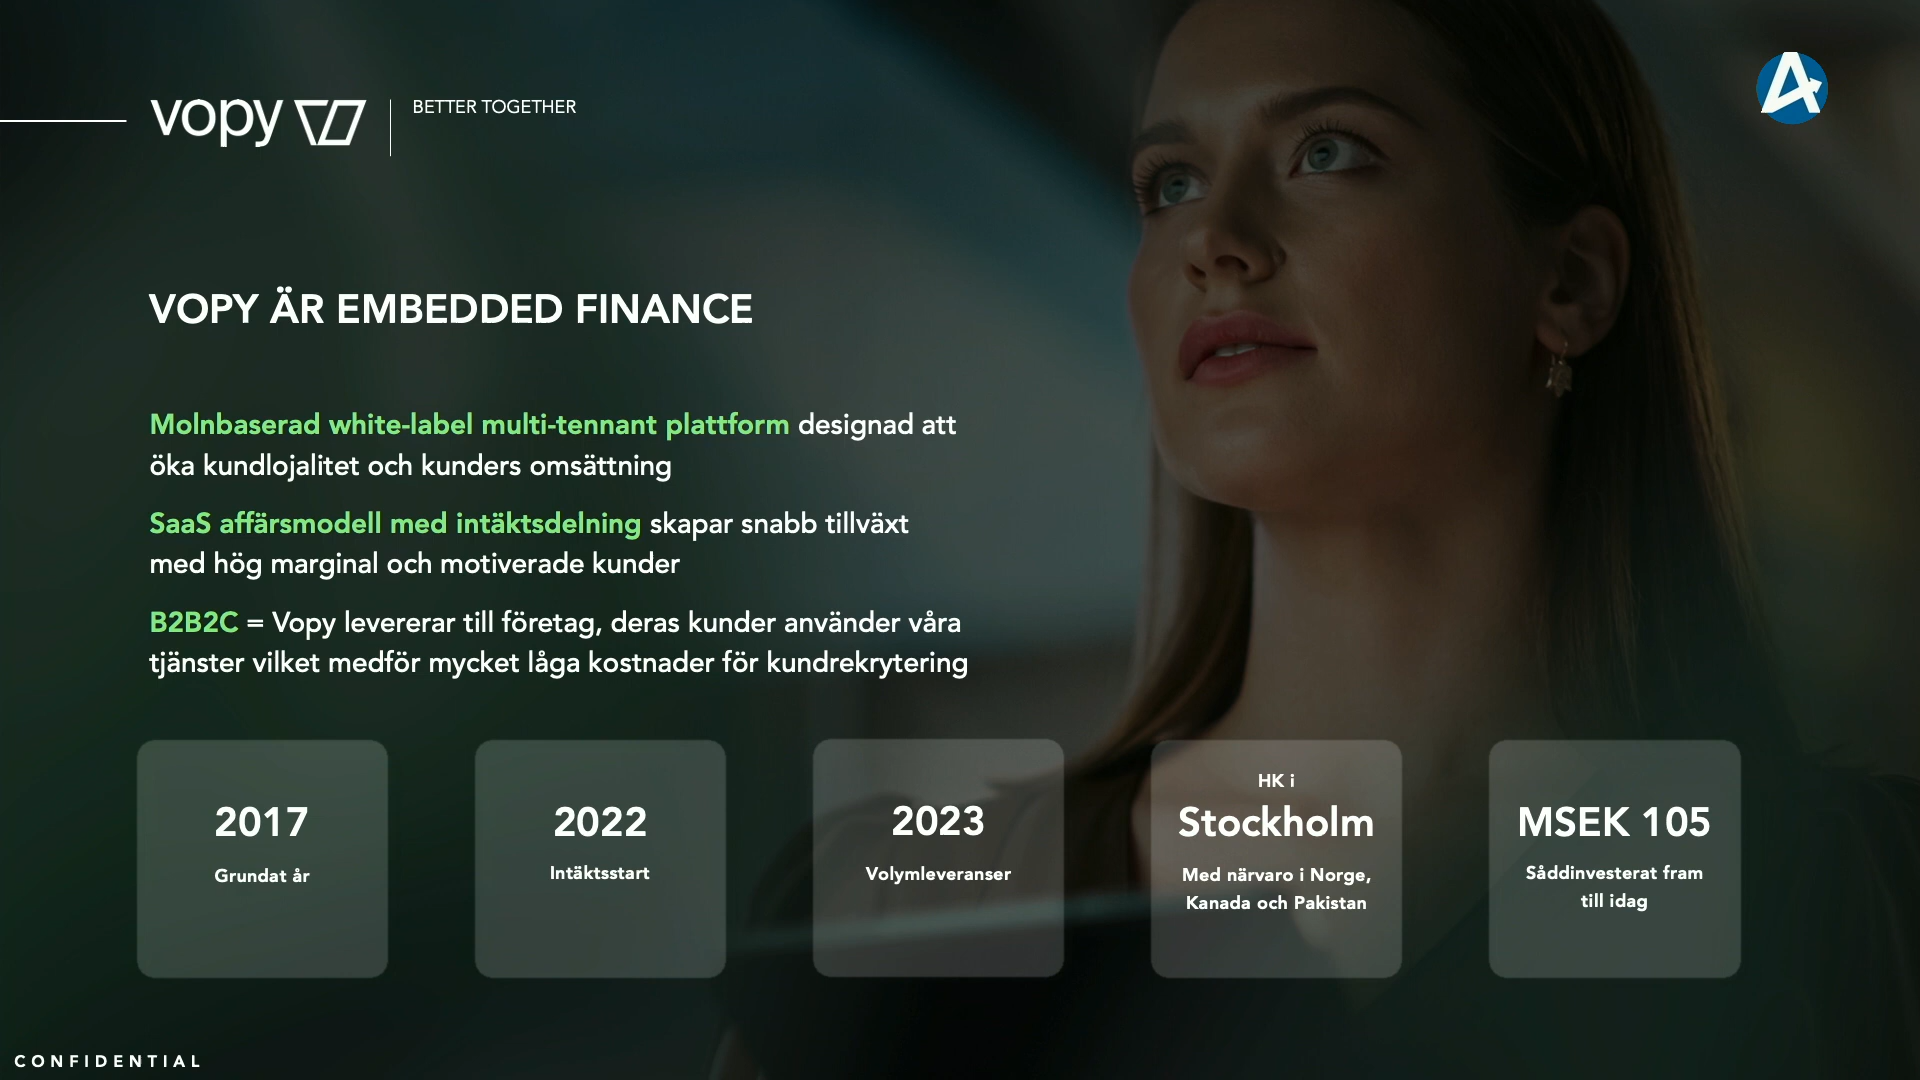 vopy
BETTER TOGETHER
VOPY ÄR EMBEDDED FINANCE
Molnbaserad white-label multi-tennant plattform designad att
öka kundlojalitet och kunders omsättning
SaaS affärsmodell med intäktsdelning skapar snabb tillväxt
med hög marginal och motiverade kunder
B2B2C = Vopy levererar till företag, deras kunder använder våra
tjänster vilket medför mycket låga kostnader för kundrekrytering
2017
Grundat år
2022
Intäktsstart
2023
Volymleveranser
HK i
Stockholm
Med närvaro i Norge,
Kanada och Pakistan
MSEK 105
Såddinvesterat fram
till idag
CONFIDENTIAL